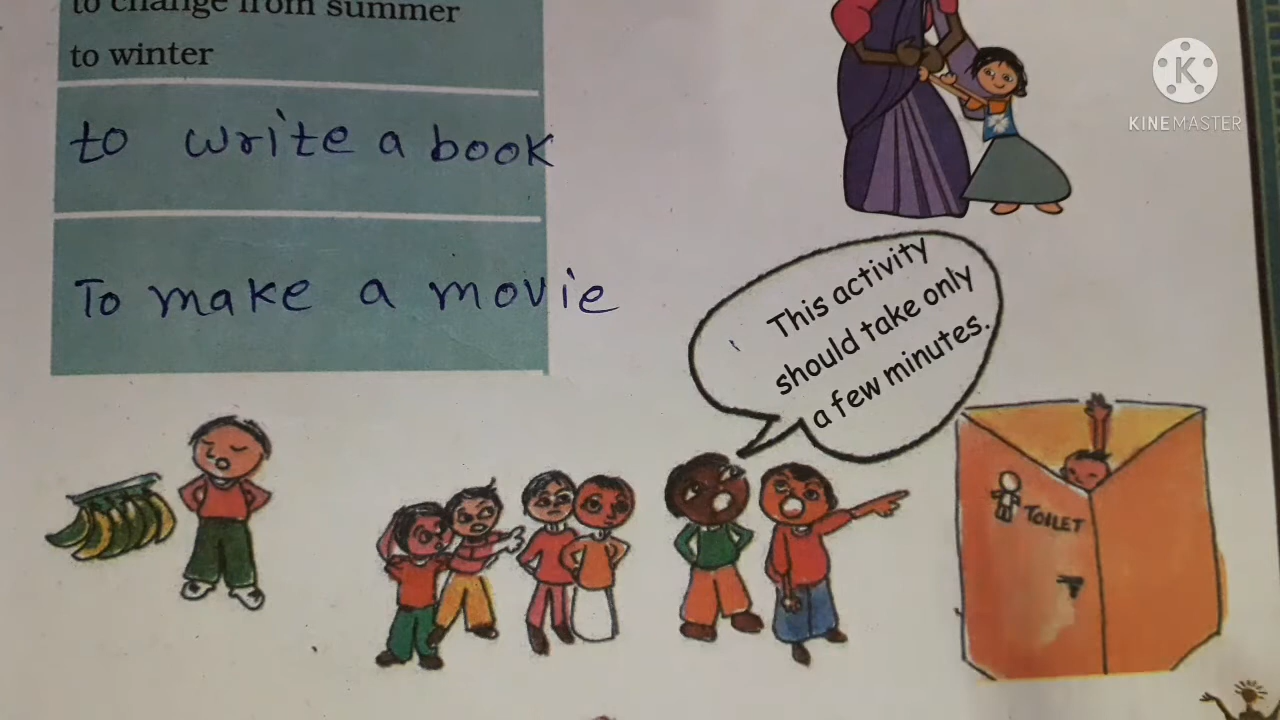 to change from summer
to winter
to write a book
To make a movie
KINEMASTER
This activity
should take only
a few minutes.
TOILET